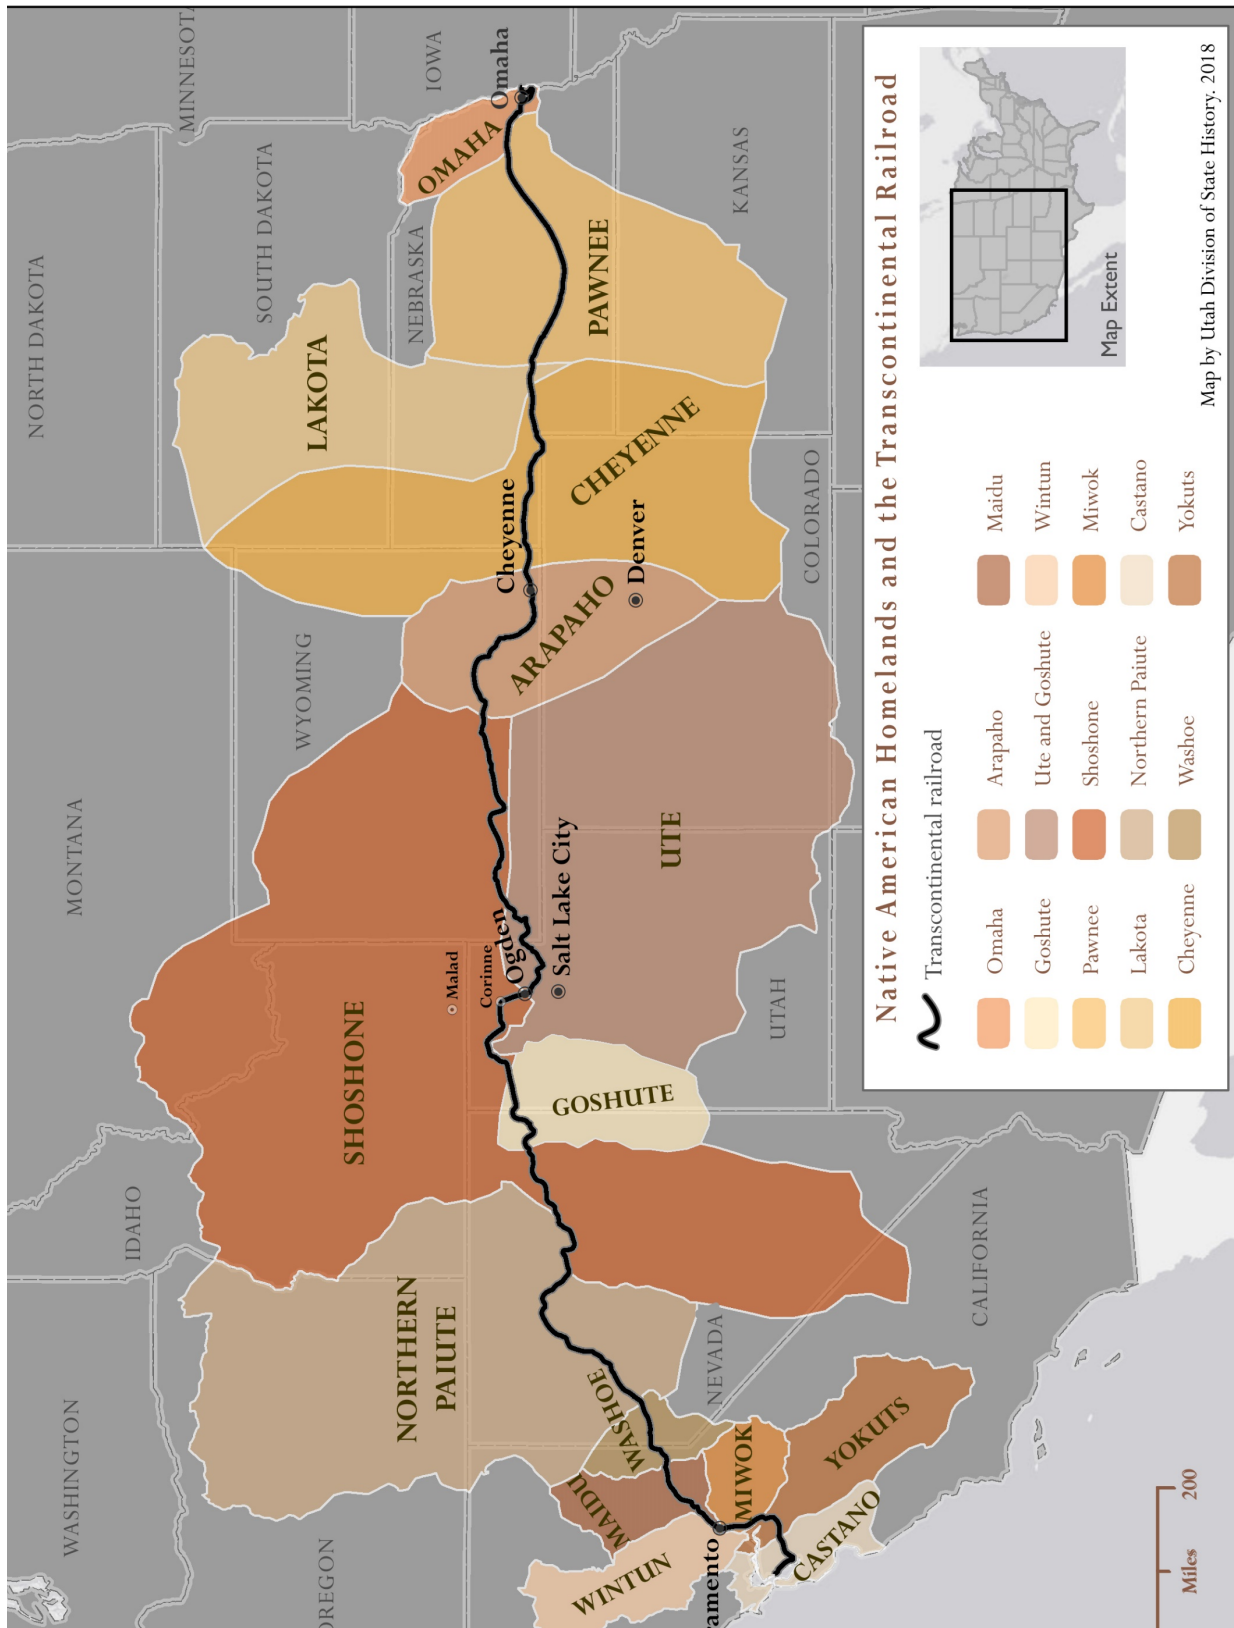 WASHINGTON
MONTANA
NORTH DAKOTA
MINNESOTA
IDAHO
SOUTH DAKOTA
WYOMING
IOWA
LAKOTA
SHOSHONE
OREGON
NEBRASKA
OMAHA
NORTHERN
PAIUTE
Malad
Corinne
Cheyenne
Omaha
Ogden
ARAPAHO
Salt Lake City
GOSHUTE
PAWNEE
CHEYENNE
Denver
UTE
WASHOE
MAIDU
WINTUN
ramento
NEVADA
KANSAS
MIWOK
UTAH
COLORADO
CASTANO
YOKUTS
CALIFORNIA
200
Miles
Native American Homelands and the Transcontinental Railroad
Transcontinental railroad
Omaha
Goshute
Pawnee
Lakota
Cheyenne
Arapaho
Ute and Goshute
Shoshone
Northern Paiute
Washoe
Maidu
Wintun
Miwok
Castano
Yokuts
Map Extent
Map by Utah Division of State History. 2018